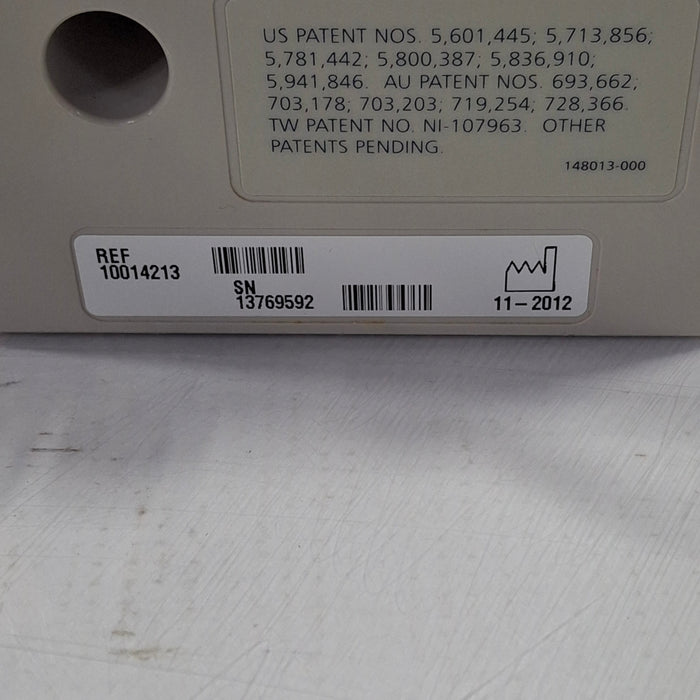 US PATENT NOS. 5,601,445; 5,713,856;
5,781,442; 5,800,387; 5,836,910;
5,941,846. AU PATENT NOS. 693,662;
703,178; 703,203; 719,254; 728,366.
TW PATENT NO. NI-107963. OTHER
PATENTS PENDING.
148013-000
REF
10014213
SN
13769592
11-2012